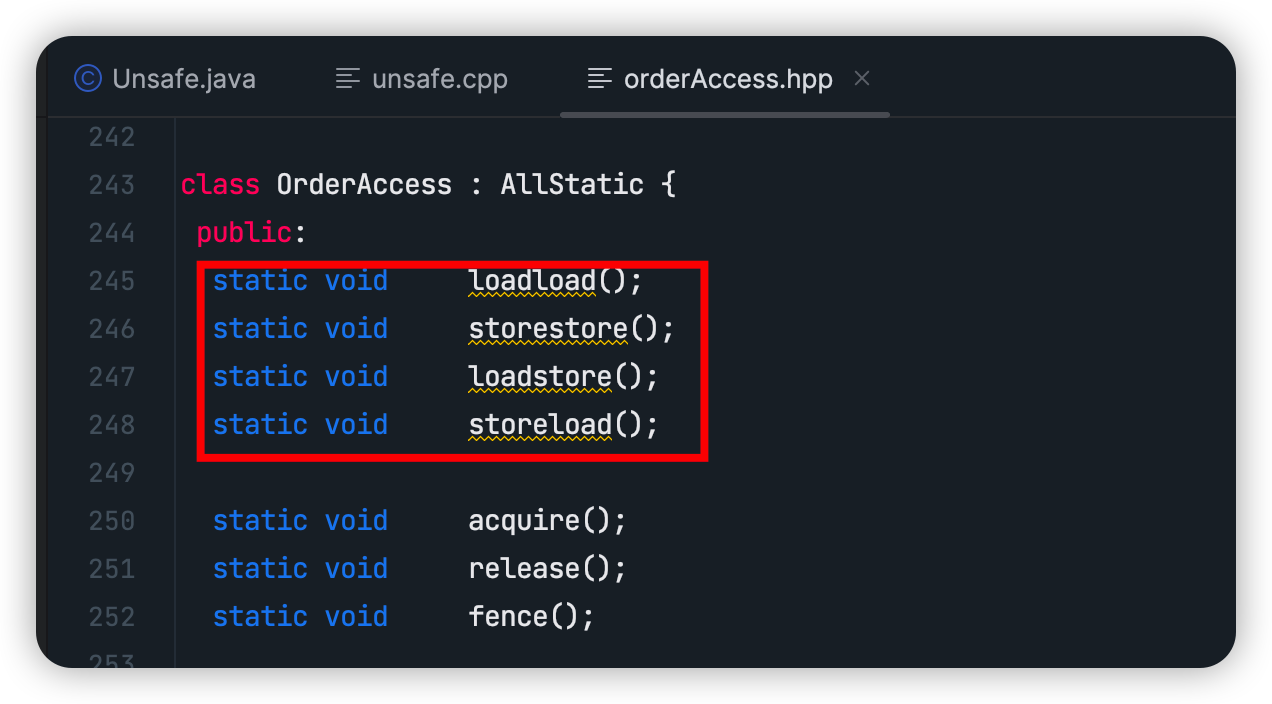 Unsafe.java unsafe.cpp orderAccess.hpp
242
243 class OrderAccess : AllStatic {
244 public:
245 static void loadload();
246 static void storestore();
247 static void loadstore();
248 static void storeload();
249
250 static void acquire();
251 static void release();
252 static void fence();
253